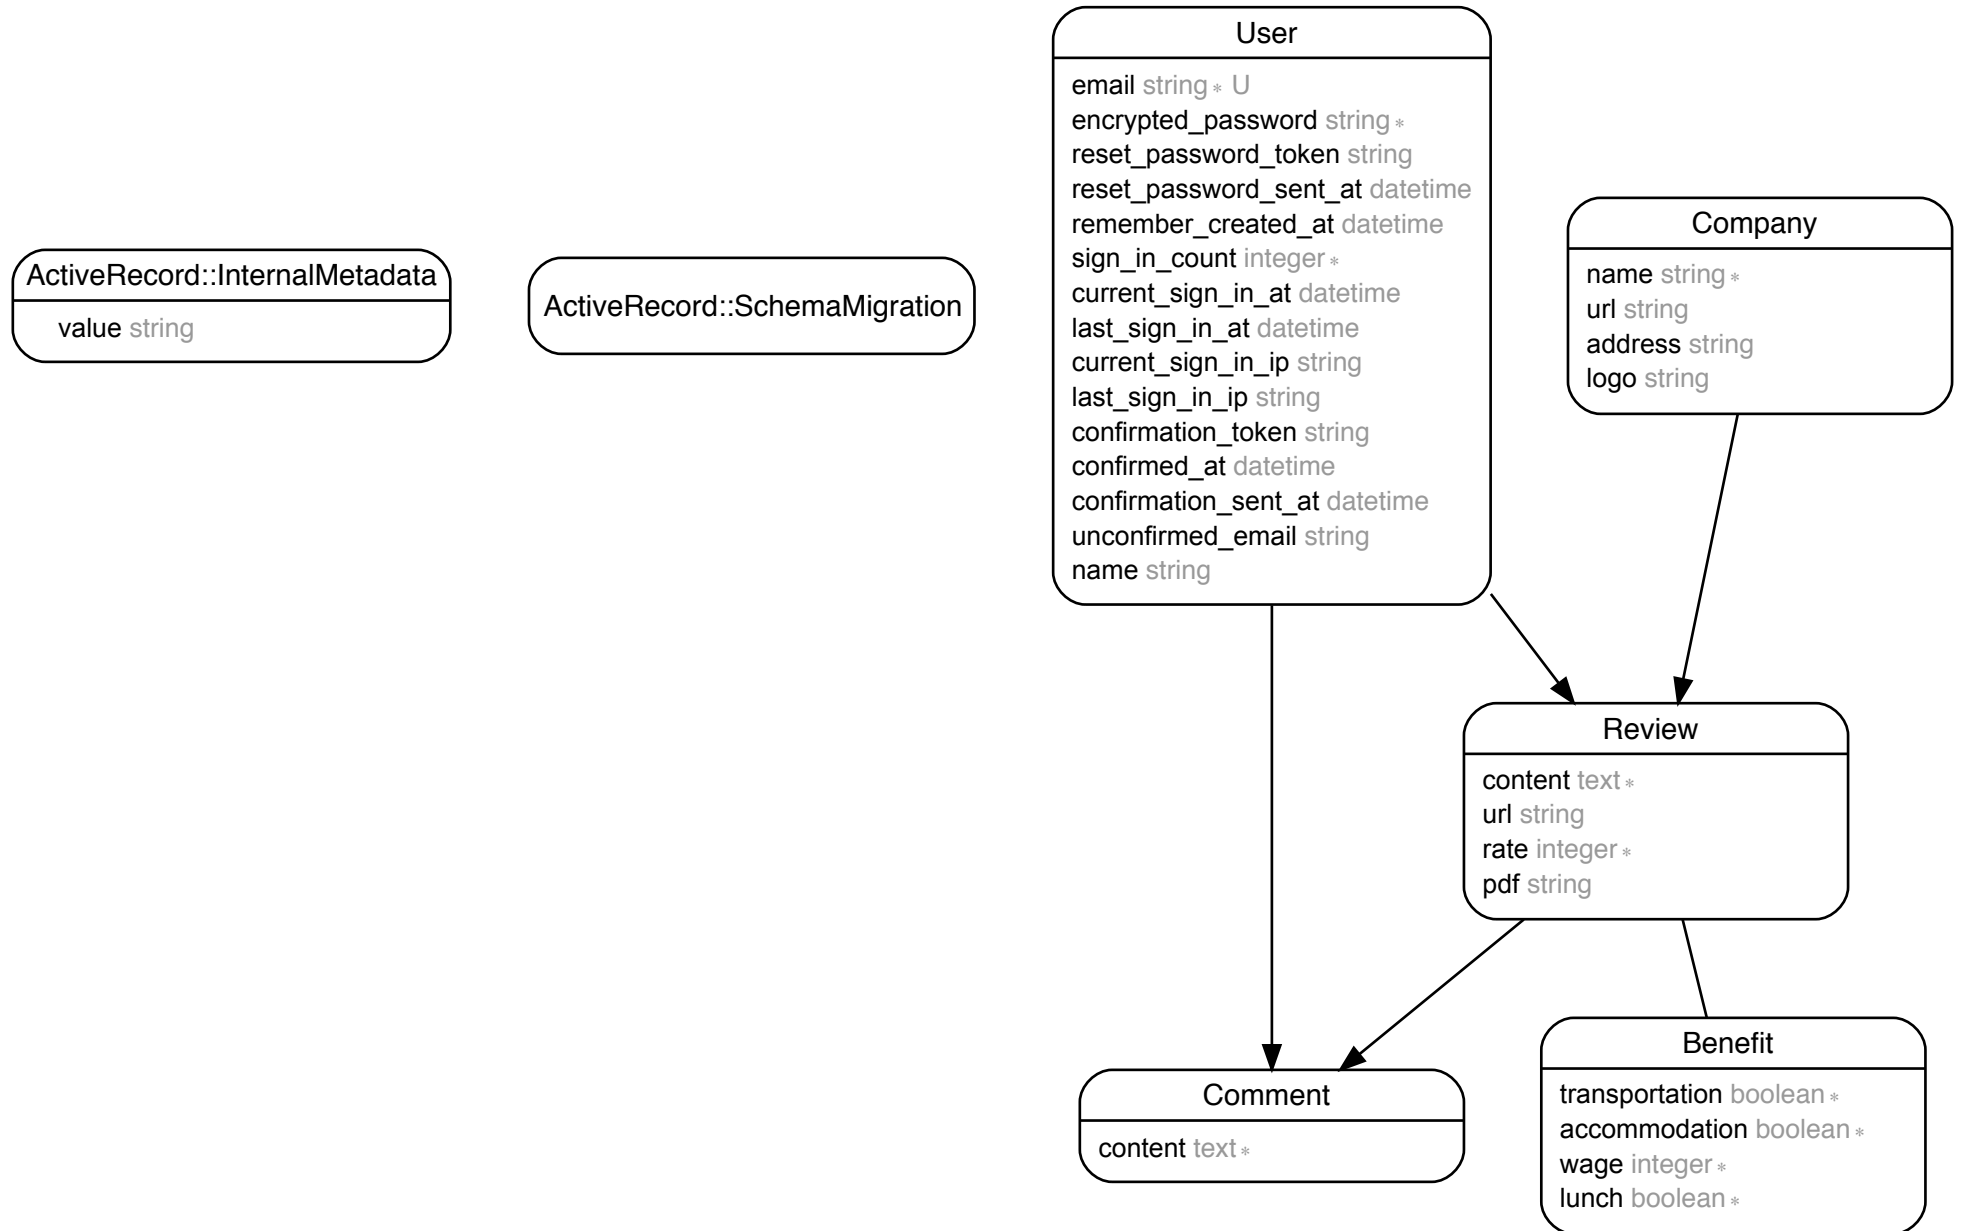 ActiveRecord::InternalMetadata
value string
ActiveRecord::SchemaMigration
User
email string * U
encrypted_password string *
reset_password_token string
reset_password_sent_at datetime
remember_created_at datetime
sign_in_count integer *
current_sign_in_at datetime
last_sign_in_at datetime
current_sign_in_ip string
last_sign_in_ip string
confirmation_token string
confirmed_at datetime
confirmation_sent_at datetime
unconfirmed_email string
name string
Company
name string *
url string
address string
logo string
Review
content text *
url string
rate integer *
pdf string
Comment
content text *
Benefit
transportation boolean *
accommodation boolean *
wage integer *
lunch boolean *